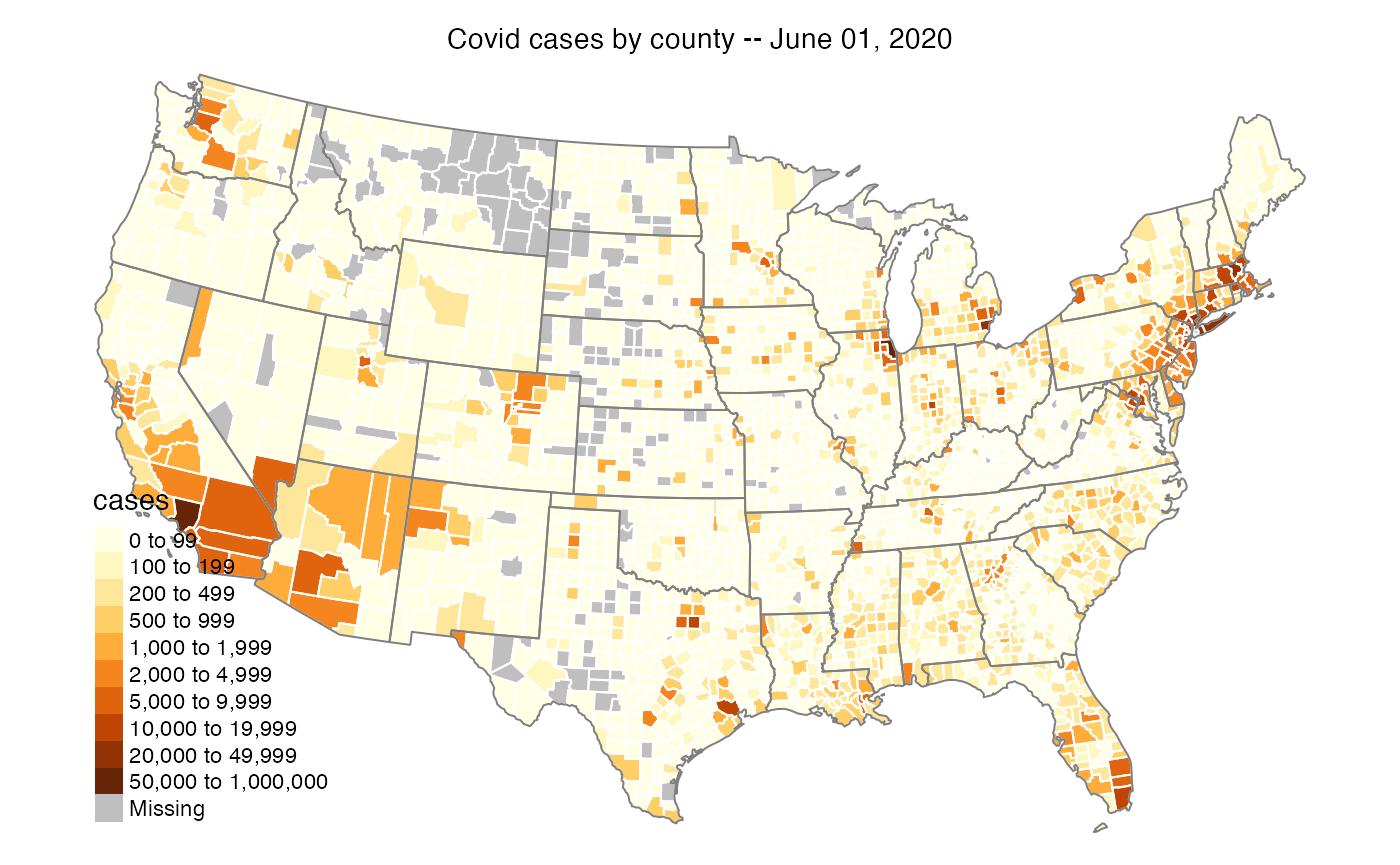 Covid cases by county -- June 01, 2020
cases
0 to 99
100 to 199
200 to 499
500 to 999
1,000 to 1,999
2,000 to 4,999
5,000 to 9,999
10,000 to 19,999
20,000 to 49,999
50,000 to 1,000,000
Missing